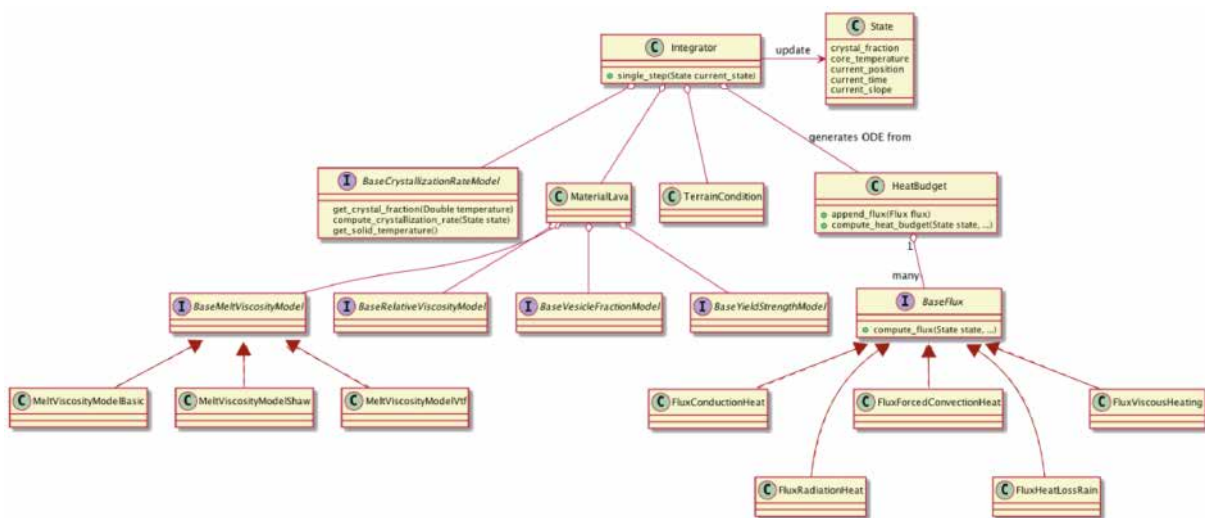 C State
crystal_fraction
core_temperature
current_position
current_time
current_slope
C Integrator
single_step(State current_state)
update
generates ODE from
I BaseCrystallizationRateModel
get_crystal_fraction(Double temperature)
compute_crystallization_rate(State state)
get_solid_temperature()
C MaterialLava
C TerrainCondition
C HeatBudget
append_flux(Flux flux)
compute_heat_budget(State state, ...)
1
many
I BaseMeltViscosityModel
I BaseRelativeViscosityModel
I BaseVesicleFractionModel
I BaseYieldStrengthModel
I BaseFlux
compute_flux(State state, ...)
C MeltViscosityModelBasic
C MeltViscosityModelShaw
C MeltViscosityModelVtf
C FluxConductionHeat
C FluxForcedConvectionHeat
C FluxViscousHeating
C FluxRadiationHeat
C FluxHeatLossRain